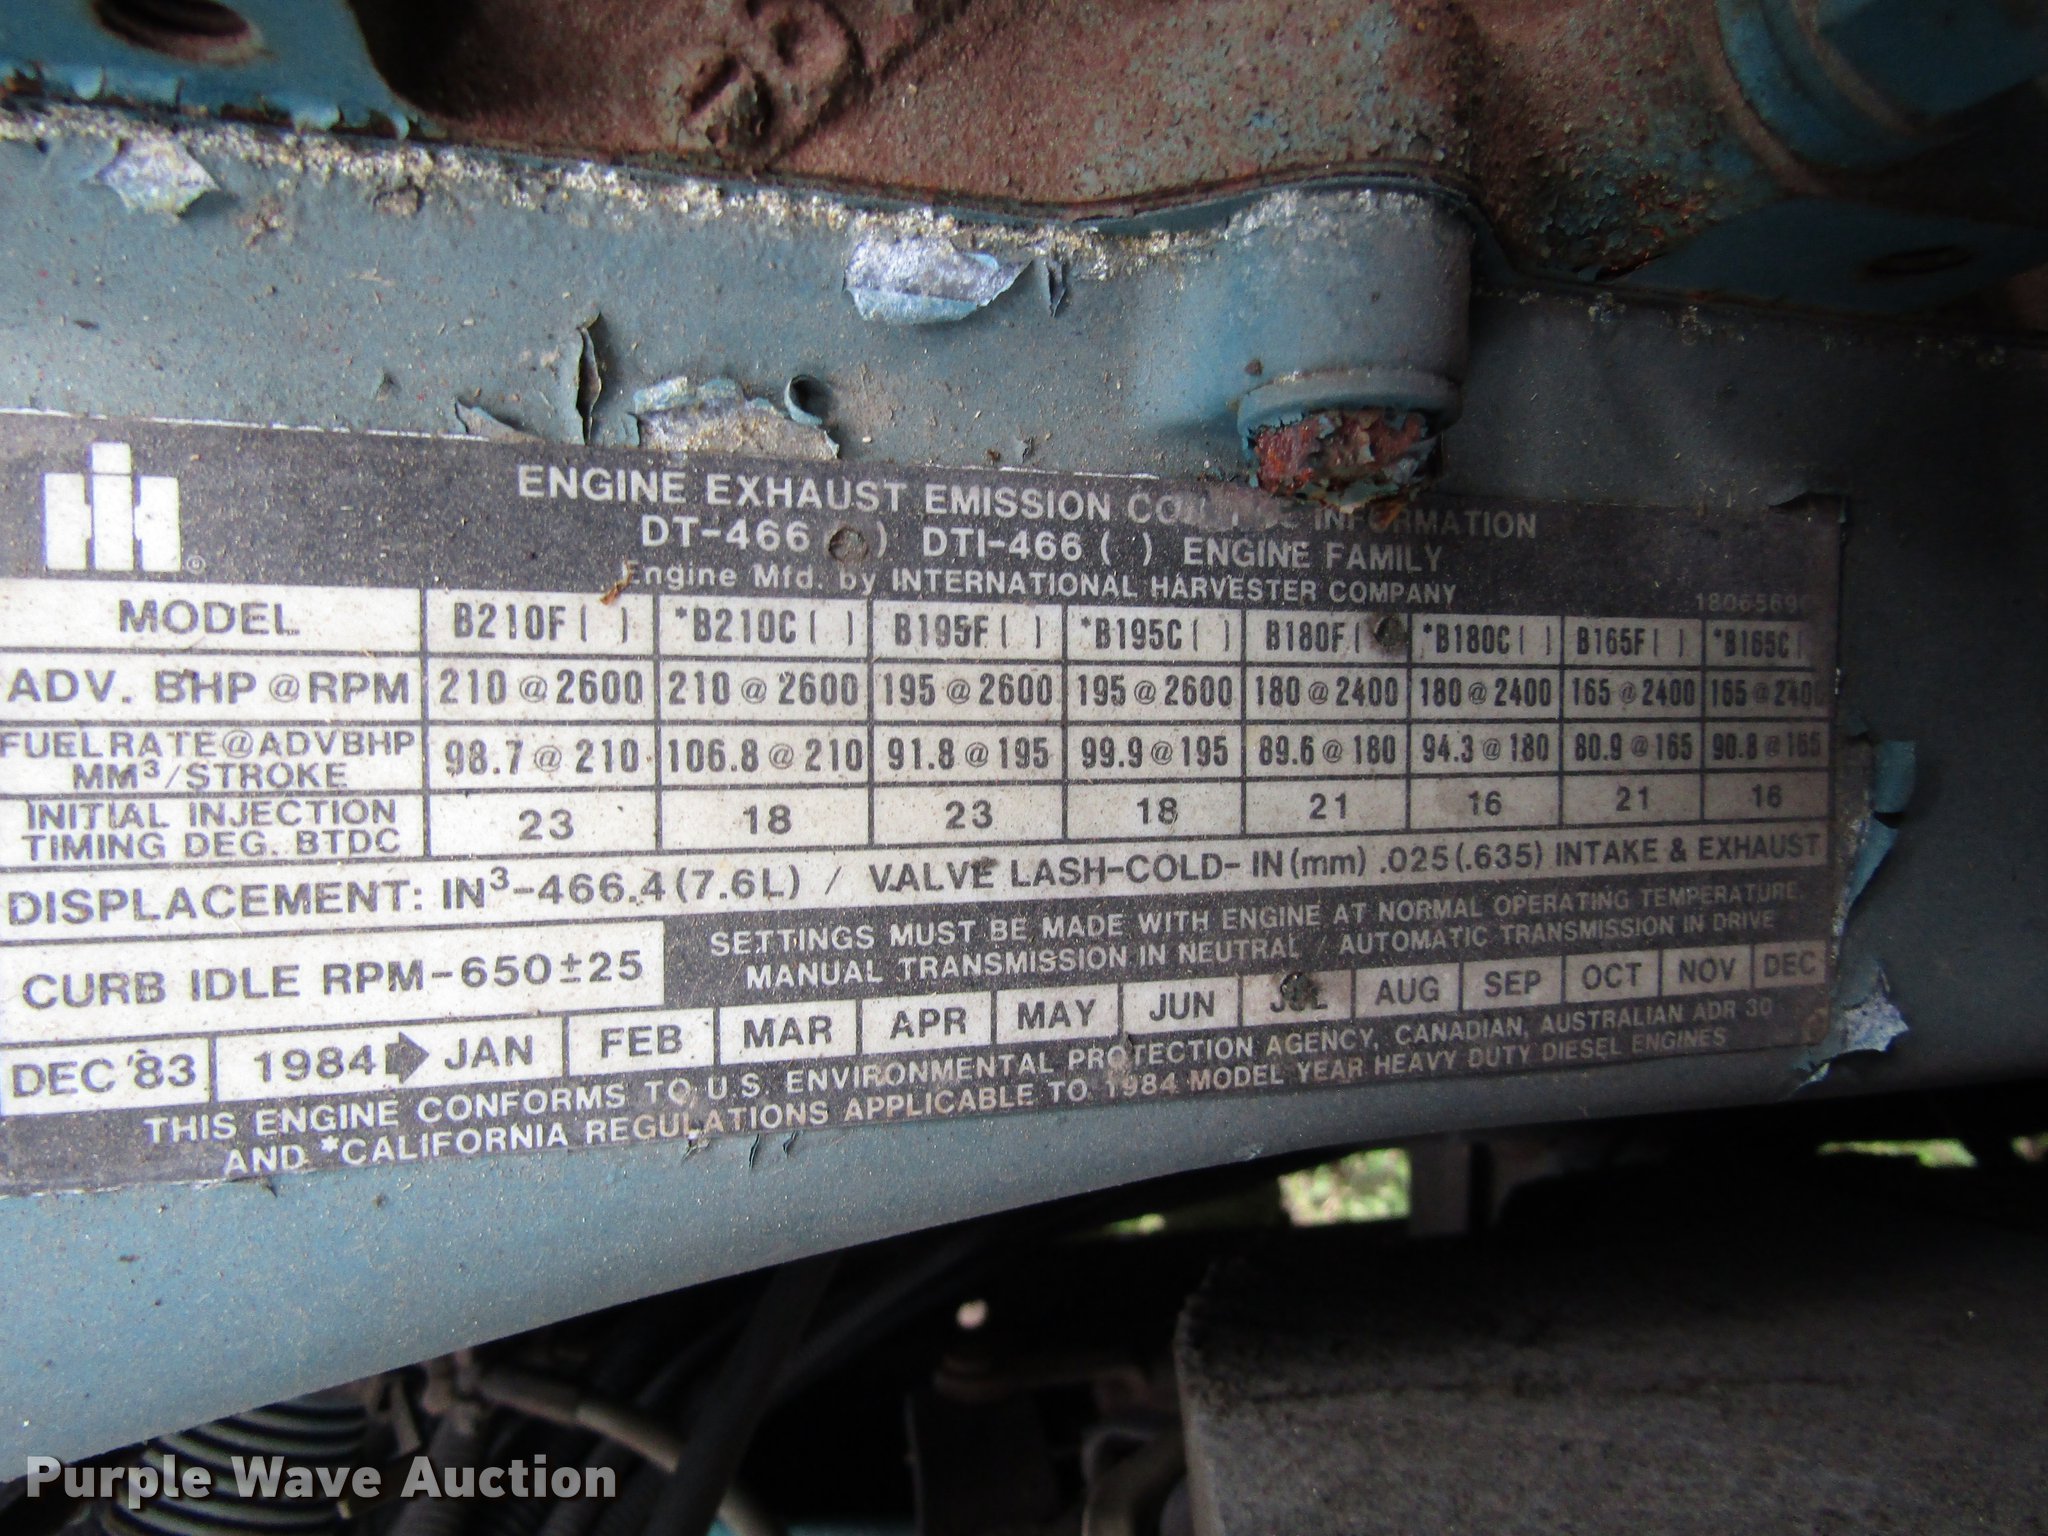 ENGINE EXHAUST EMISSION INFORMATION
DT-466 ) DTI-466 ( ) ENGINE FAMILY
Engine Mfd. by INTERNATIONAL HARVESTER COMPANY
MODEL B210F ( ) *B210C ( ) B195F ( ) *B195C ( ) B180F ( *B180C ( ) B165F ( ) *B165C (
ADV. BHP @ RPM 210 @ 2600 210 @ 2600 195 @ 2600 195 @ 2600 180 @ 2400 180 @ 2400 165 @ 2400 165 @ 2400
FUEL RATE @ ADV BHP
MM³/STROKE 98.7 @ 210 106.8 @ 210 91.8 @ 195 99.9 @ 195 89.6 @ 180 94.3 @ 180 80.9 @ 165 90.8 @ 165
INITIAL INJECTION
TIMING DEG. BTDC 23 18 23 18 21 16 21 16
DISPLACEMENT: IN³-466.4 (7.6L) / VALVE LASH-COLD- IN (mm) .025 (.635) INTAKE & EXHAUST
CURB IDLE RPM-650±25
SETTINGS MUST BE MADE WITH ENGINE AT NORMAL OPERATING TEMPERATURE.
MANUAL TRANSMISSION IN NEUTRAL / AUTOMATIC TRANSMISSION IN DRIVE
DEC '83 1984 JAN FEB MAR APR MAY JUN JUL AUG SEP OCT NOV DEC
THIS ENGINE CONFORMS TO U.S. ENVIRONMENTAL PROTECTION AGENCY, CANADIAN, AUSTRALIAN ADR 30
AND *CALIFORNIA REGULATIONS APPLICABLE TO 1984 MODEL YEAR HEAVY DUTY DIESEL ENGINES
Purple Wave Auction